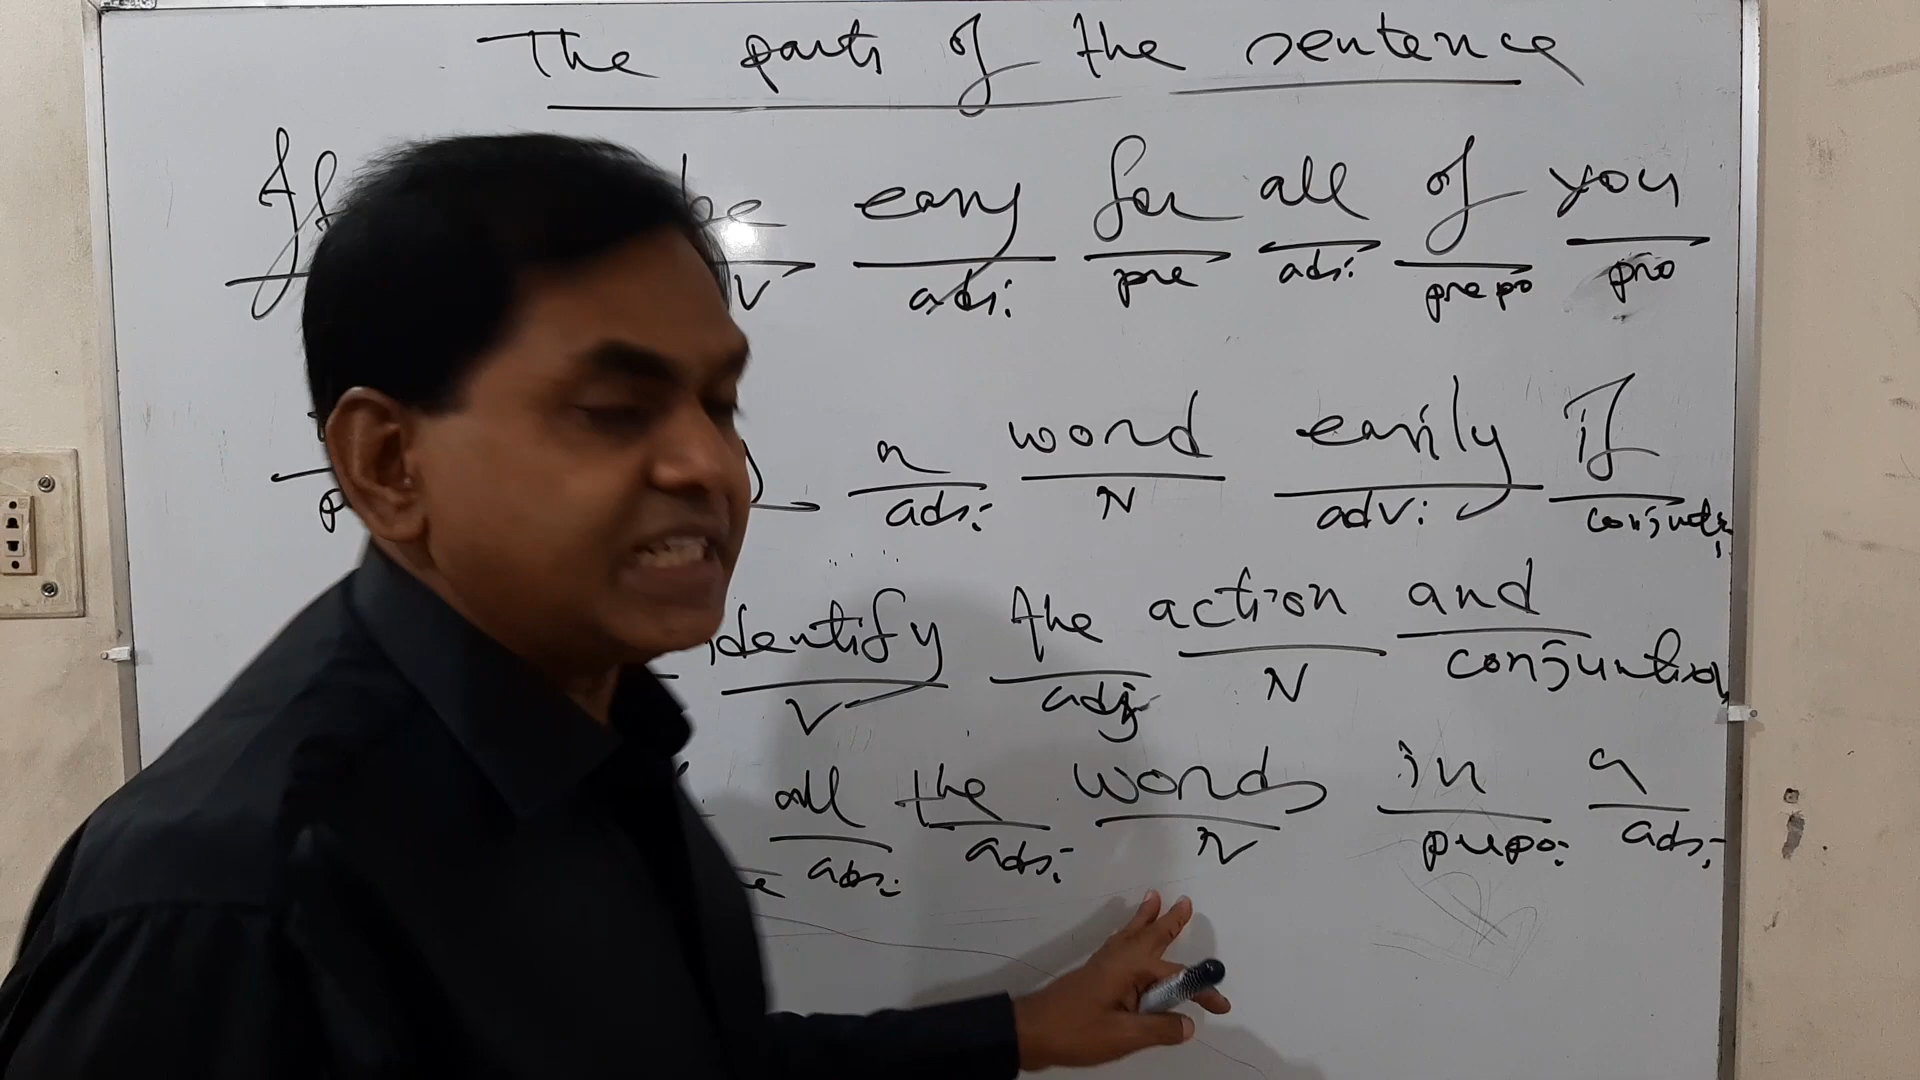 The parts of the sentence
be easy for all of you
V adj: pre adj: prepo pro
a word easily if
adj: N adv: conjunct:
identify the action and
V adj N conjunction
all the words in a
adj: adj: N prepo: adj: